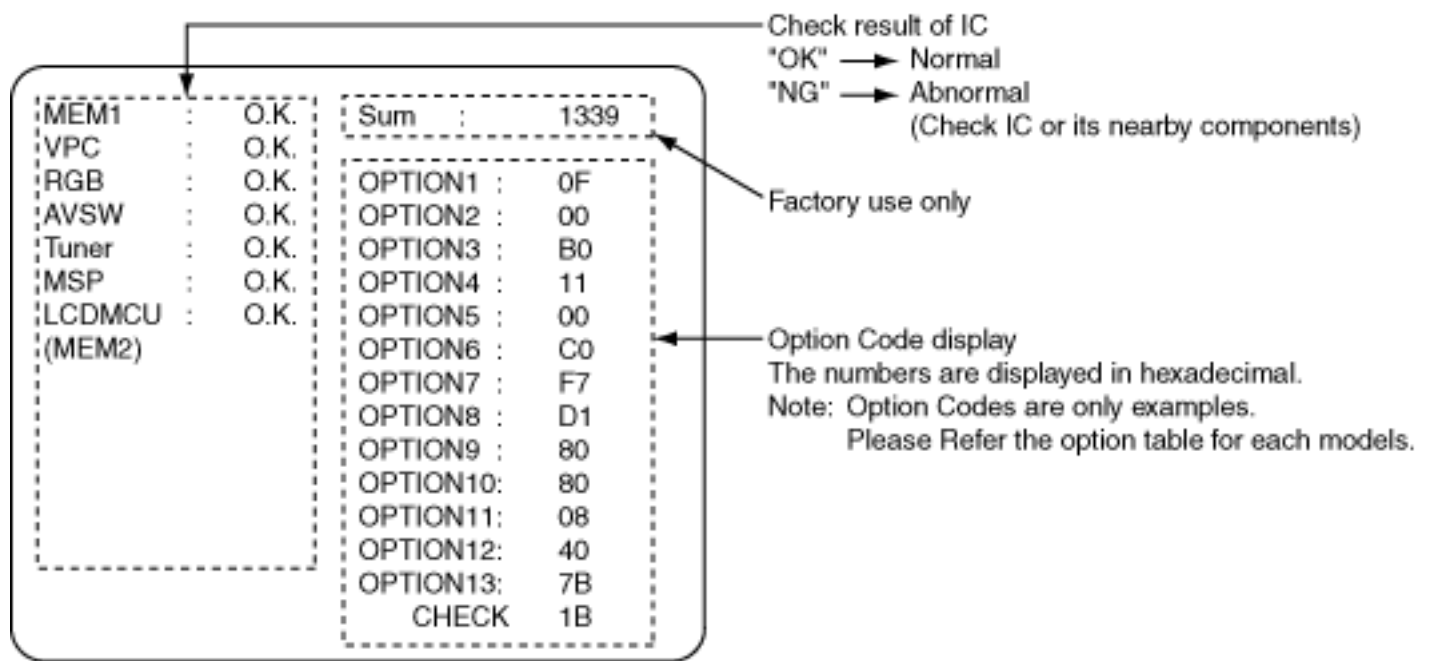 Check result of IC
"OK" → Normal
"NG" → Abnormal
(Check IC or its nearby components)
MEM1 : O.K.
VPC : O.K.
RGB : O.K.
AVSW : O.K.
Tuner : O.K.
MSP : O.K.
LCDMCU : O.K.
(MEM2)
Sum : 1339
Factory use only
OPTION1 : 0F
OPTION2 : 00
OPTION3 : B0
OPTION4 : 11
OPTION5 : 00
OPTION6 : C0
OPTION7 : F7
OPTION8 : D1
OPTION9 : 80
OPTION10: 80
OPTION11: 08
OPTION12: 40
OPTION13: 7B
CHECK 1B
Option Code display
The numbers are displayed in hexadecimal.
Note: Option Codes are only examples.
Please Refer the option table for each models.